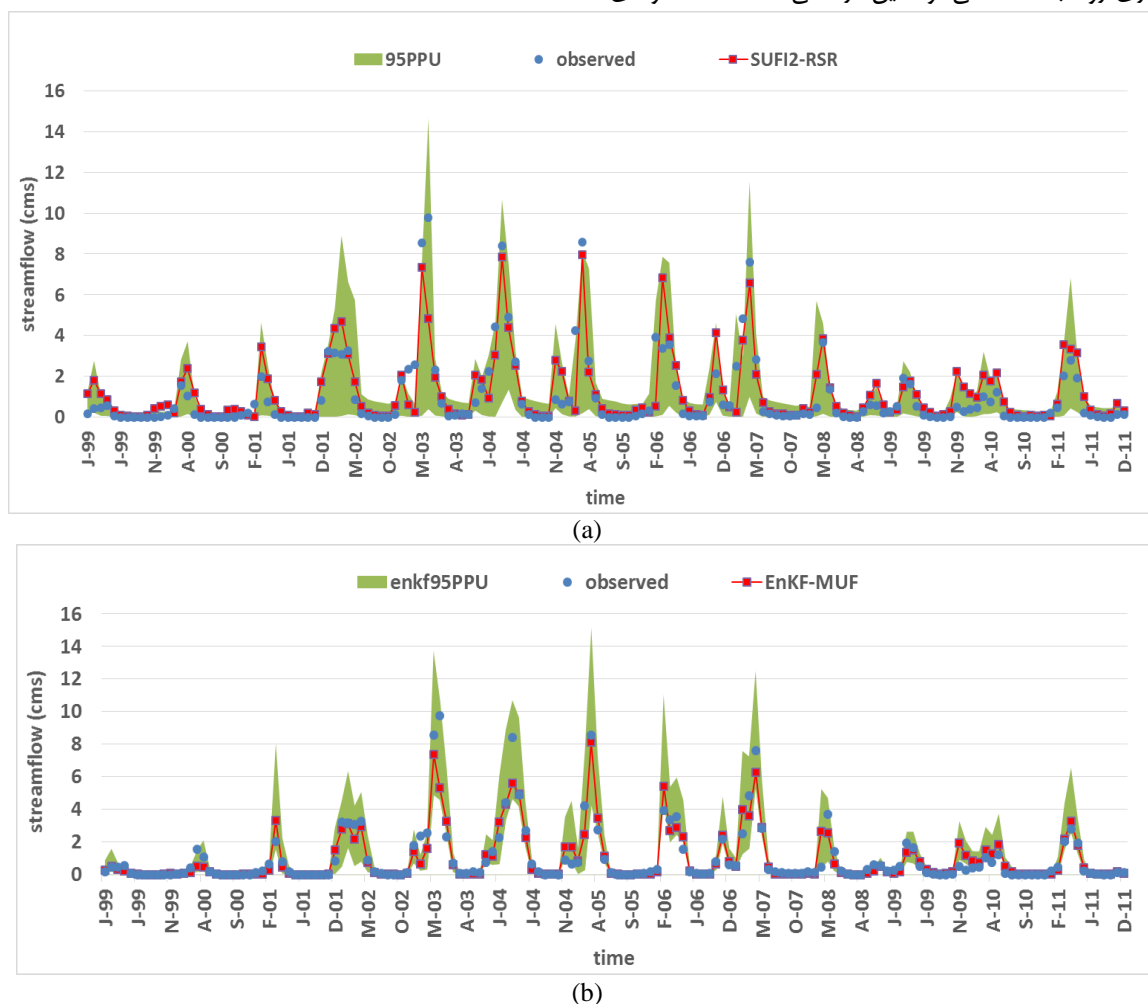 95PPU observed SUFI2-RSR
16
14
12
10
8
6
4
2
0
streamflow (cms)
J-99 J-99 N-99 A-00 S-00 F-01 J-01 D-01 M-02 O-02 M-03 A-03 J-04 J-04 N-04 A-05 S-05 F-06 J-06 D-06 M-07 O-07 M-08 A-08 J-09 J-09 N-09 A-10 S-10 F-11 J-11 D-11
time
(a)
enkf95PPU observed EnKF-MUF
16
14
12
10
8
6
4
2
0
streamflow (cms)
J-99 J-99 N-99 A-00 S-00 F-01 J-01 D-01 M-02 O-02 M-03 A-03 J-04 J-04 N-04 A-05 S-05 F-06 J-06 D-06 M-07 O-07 M-08 A-08 J-09 J-09 N-09 A-10 S-10 F-11 J-11 D-11
time
(b)